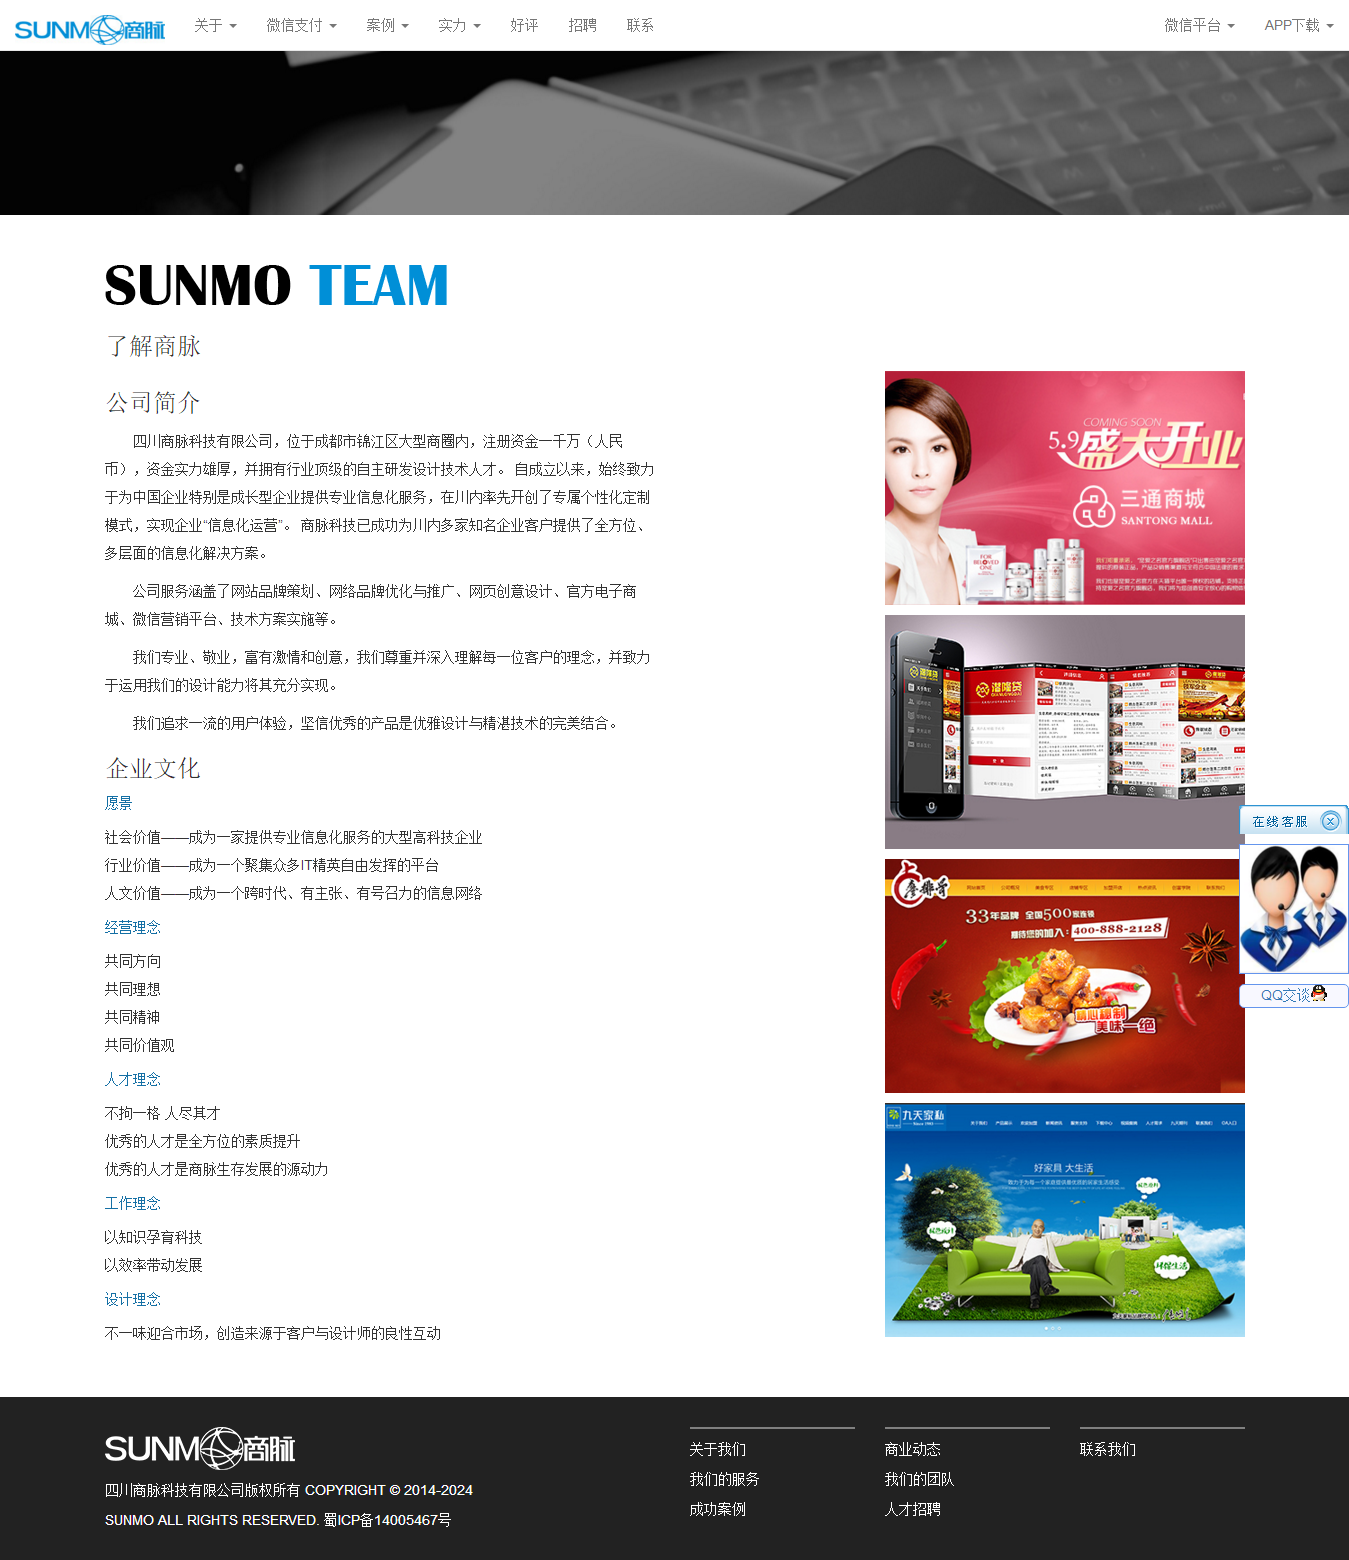 SUNMO商脉
关于
微信支付
案例
实力
好评
招聘
联系
微信平台
APP下载
SUNMO TEAM
了解商脉
公司简介
四川商脉科技有限公司，位于成都市锦江区大型商圈内，注册资金一千万（人民
币），资金实力雄厚，并拥有行业顶级的自主研发设计技术人才。 自成立以来，始终致力
于为中国企业特别是成长型企业提供专业信息化服务，在川内率先开创了专属个性化定制
模式，实现企业“信息化运营”。 商脉科技已成功为川内多家知名企业客户提供了全方位、
多层面的信息化解决方案。
公司服务涵盖了网站品牌策划、网络品牌优化与推广、网页创意设计、官方电子商
城、微信营销平台、技术方案实施等。
我们专业、敬业，富有激情和创意，我们尊重并深入理解每一位客户的理念，并致力
于运用我们的设计能力将其充分实现。
我们追求一流的用户体验，坚信优秀的产品是优雅设计与精湛技术的完美结合。
企业文化
愿景
社会价值——成为一家提供专业信息化服务的大型高科技企业
行业价值——成为一个聚集众多IT精英自由发挥的平台
人文价值——成为一个跨时代、有主张、有号召力的信息网络
经营理念
共同方向
共同理想
共同精神
共同价值观
人才理念
不拘一格 人尽其才
优秀的人才是全方位的素质提升
优秀的人才是商脉生存发展的源动力
工作理念
以知识孕育科技
以效率带动发展
设计理念
不一味迎合市场，创造来源于客户与设计师的良性互动
COMING SOON
5.9盛大开业
三通商城
SANTONG MALL
FOR
BELOVED
ONE
33年品牌 全国500家连锁
期待您的加入：400-888-2128
精心秘制
美味一绝
九天家私
好家具 大生活
环保生活
在线客服
QQ交谈
SUNMO商脉
四川商脉科技有限公司版权所有 COPYRIGHT © 2014-2024
SUNMO ALL RIGHTS RESERVED. 蜀ICP备14005467号
关于我们
我们的服务
成功案例
商业动态
我们的团队
人才招聘
联系我们